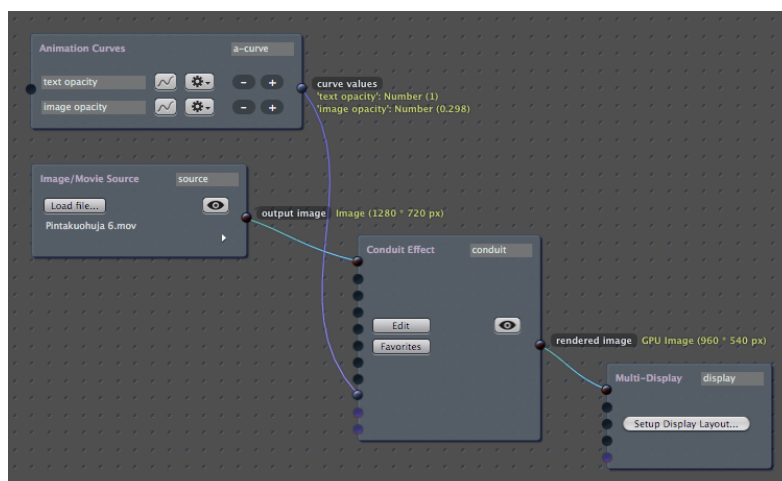 Animation Curves a-curve
text opacity - +
image opacity - +
curve values
'text opacity': Number (1)
'image opacity': Number (0.298)
Image/Movie Source source
Load file...
Pintakuohuja 6.mov
output image Image (1280 * 720 px)
Conduit Effect conduit
Edit
Favorites
rendered image GPU Image (960 * 540 px)
Multi-Display display
Setup Display Layout...